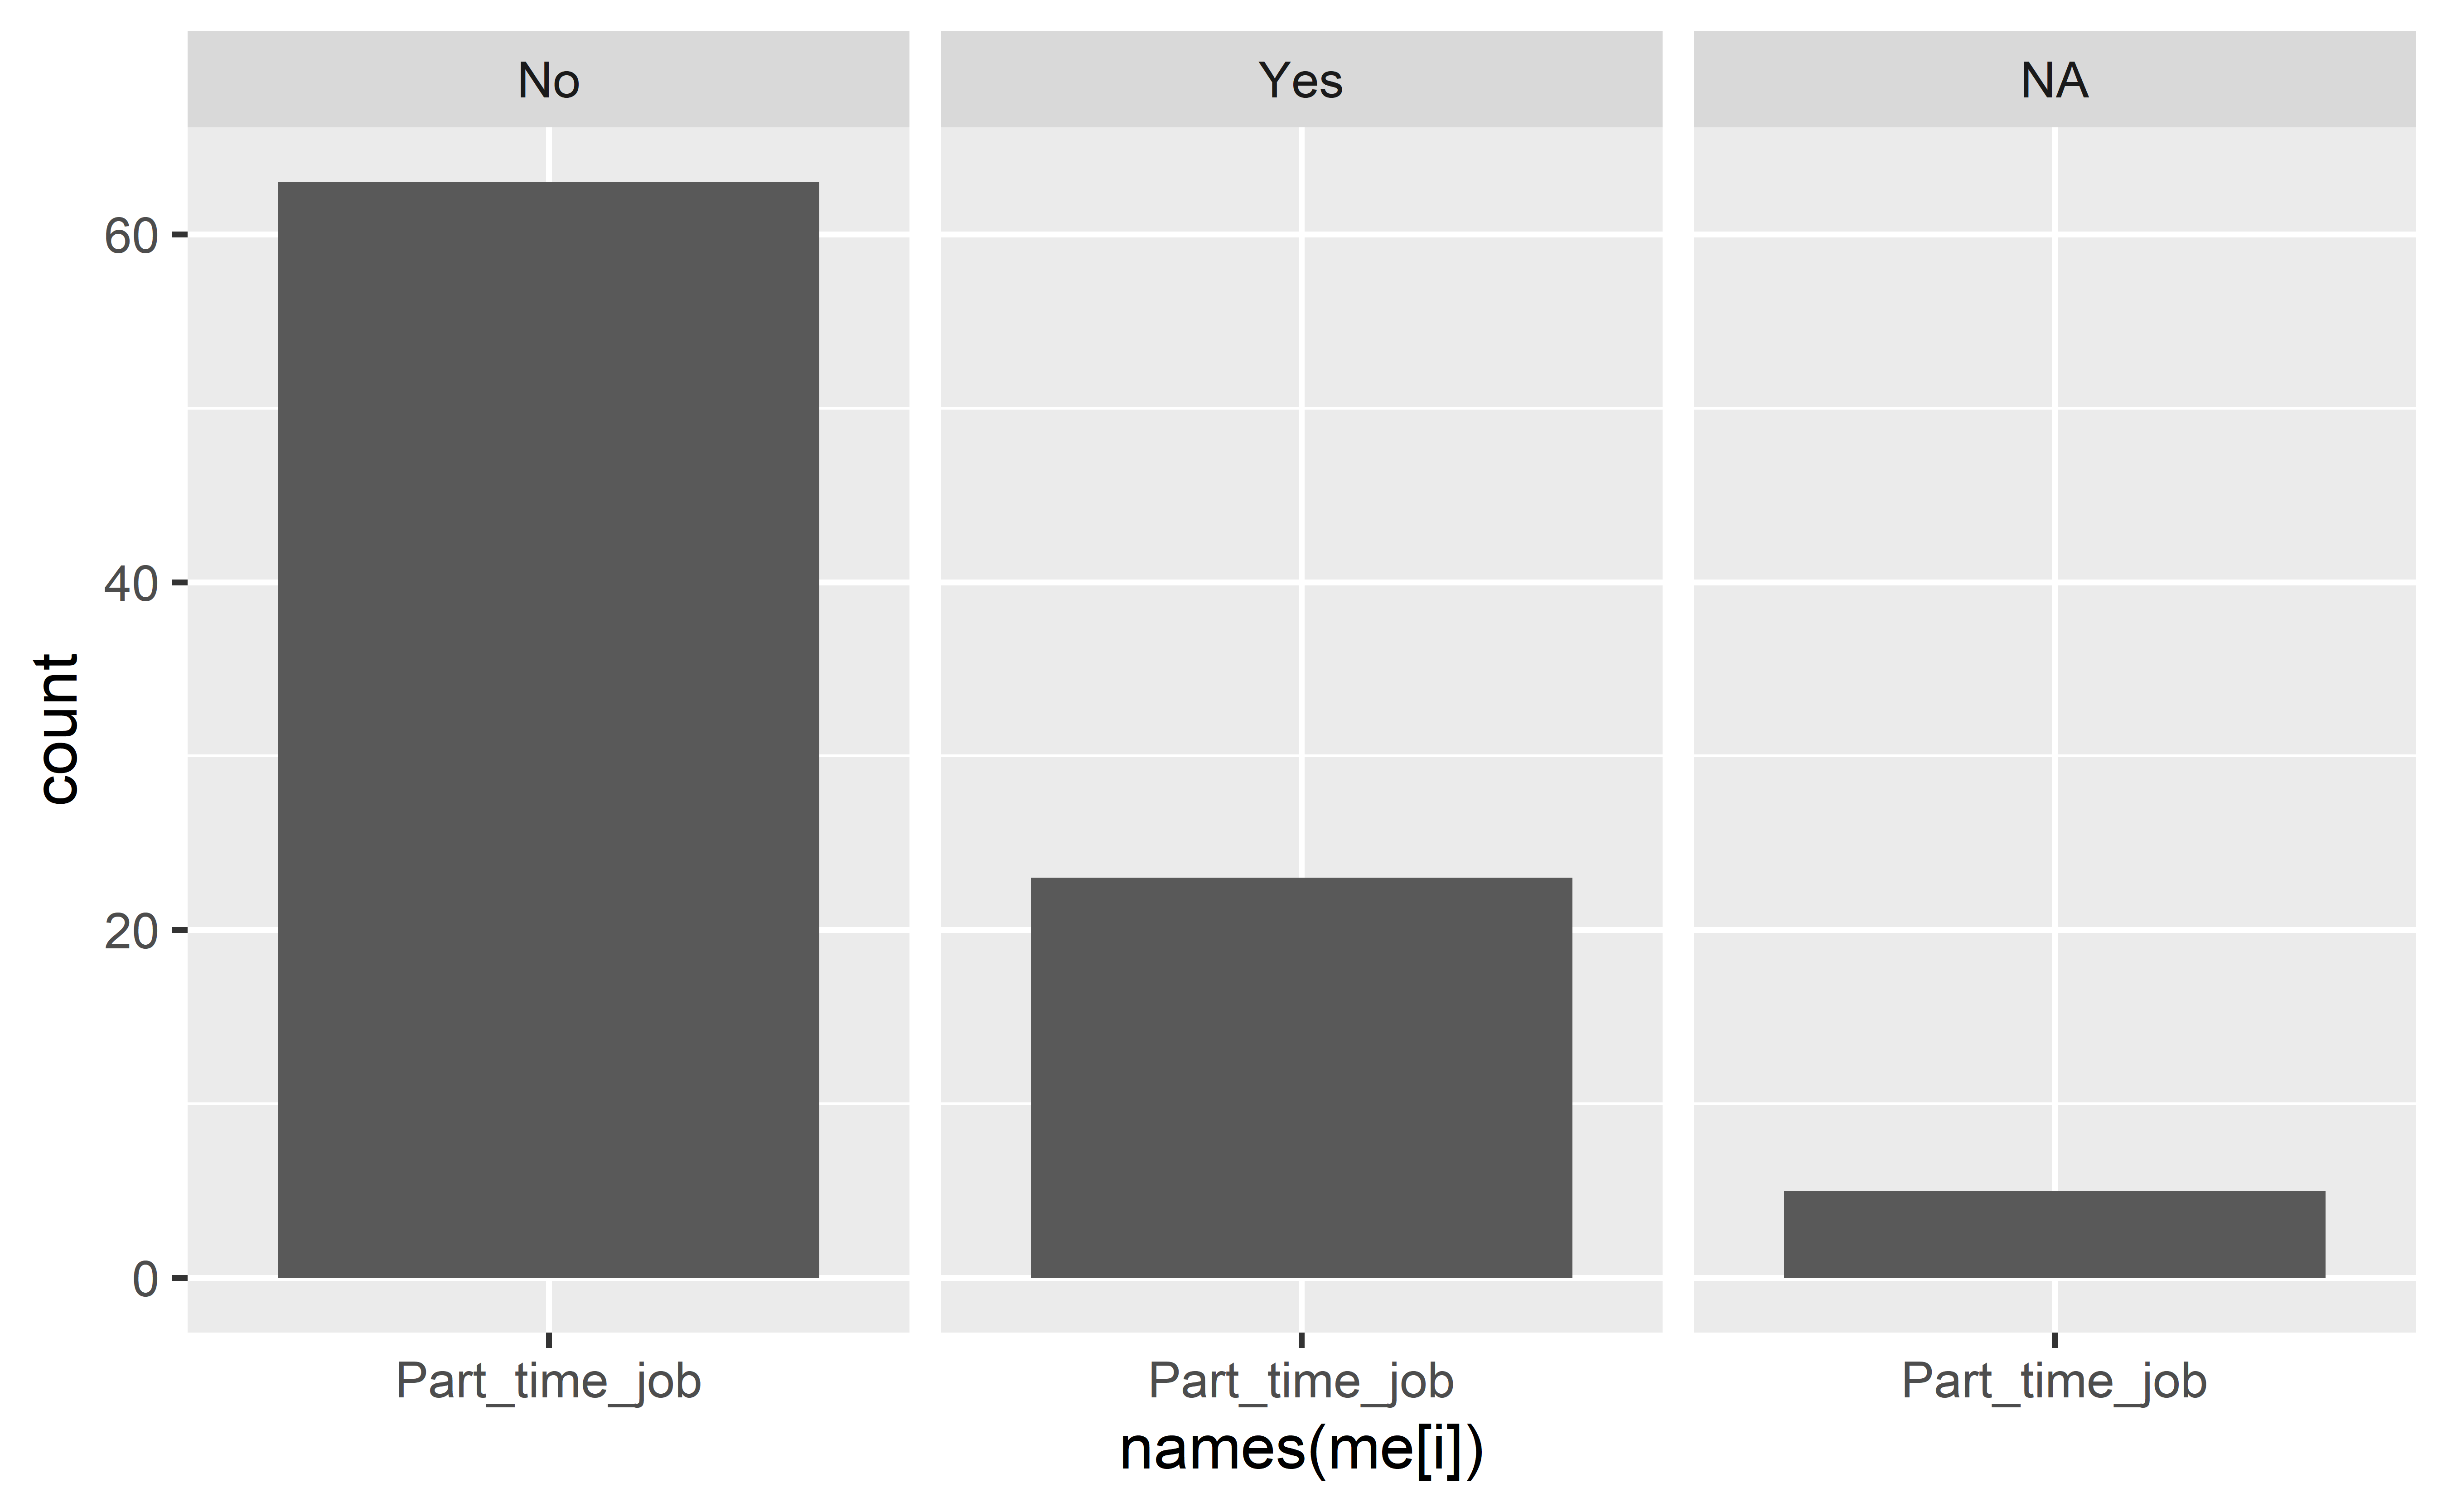 No Yes NA
60
40
20
0
count
Part_time_job Part_time_job Part_time_job
names(me[i])